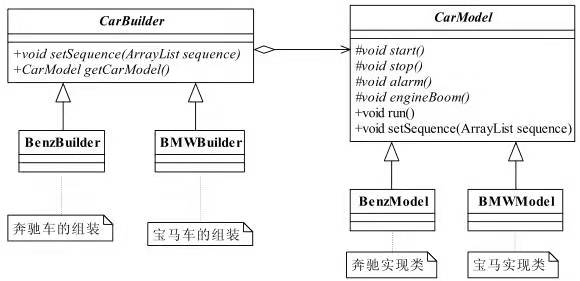 CarBuilder
+void setSequence(ArrayList sequence)
+CarModel getCarModel()
CarModel
#void start()
#void stop()
#void alarm()
#void engineBoom()
+void run()
+void setSequence(ArrayList sequence)
BenzBuilder
BMWBuilder
奔驰车的组装
宝马车的组装
BenzModel
BMWModel
奔驰实现类
宝马实现类